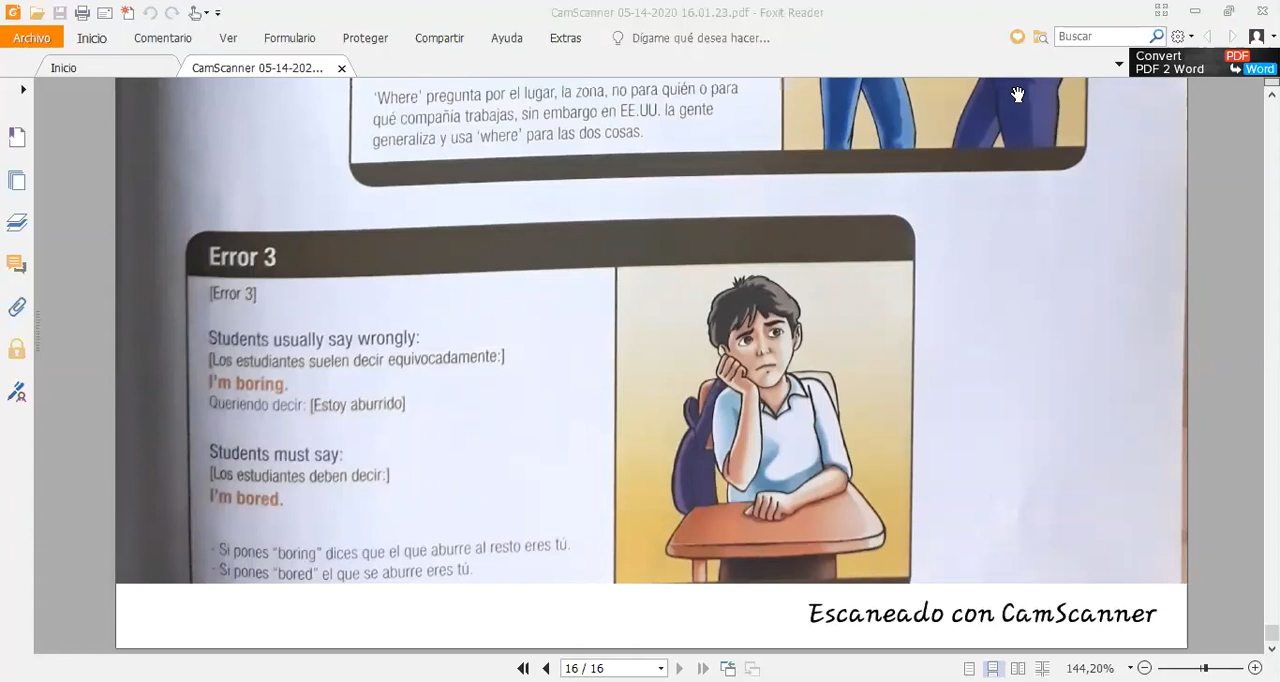 CamScanner 05-14-2020 16.01.23.pdf - Foxit Reader
Archivo Inicio Comentario Ver Formulario Proteger Compartir Ayuda Extras Dígame qué desea hacer... Buscar
Inicio CamScanner 05-14-202...
Convert PDF
PDF 2 Word Word
'Where' pregunta por el lugar, la zona, no para quién o para
qué compañía trabajas, sin embargo en EE.UU. la gente
generaliza y usa 'where' para las dos cosas.
Error 3
[Error 3]
Students usually say wrongly:
[Los estudiantes suelen decir equivocadamente:]
I'm boring.
Queriendo decir: [Estoy aburrido]
Students must say:
[Los estudiantes deben decir:]
I'm bored.
- Si pones "boring" dices que el que aburre al resto eres tú.
- Si pones "bored" el que se aburre eres tú.
Escaneado con CamScanner
16 / 16 144,20%